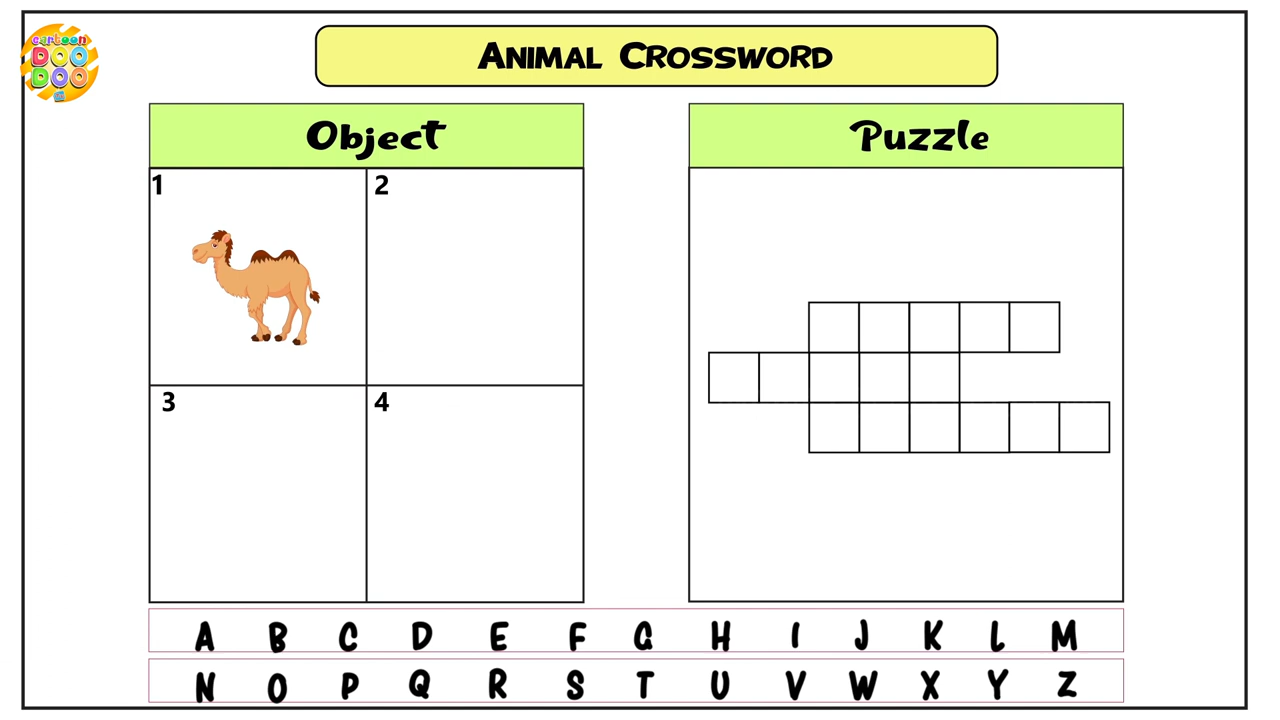 cartoon
DOO
DOO
ANIMAL CROSSWORD
Object
Puzzle
1
2
3
4
A B C D E F G H I J K L M
N O P Q R S T U V W X Y Z